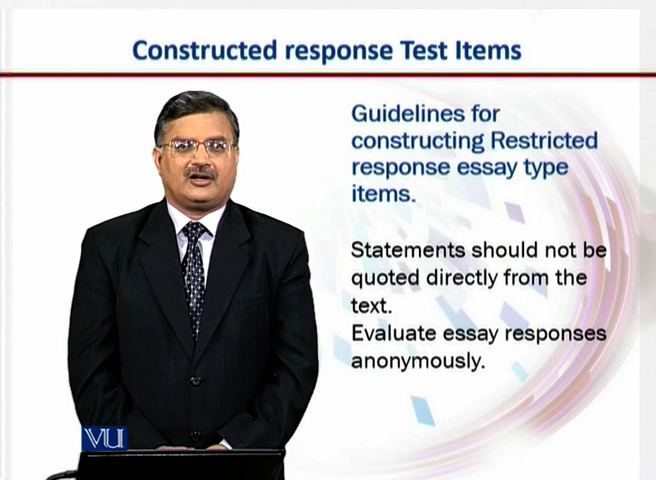 Constructed response Test Items
Guidelines for
constructing Restricted
response essay type
items.
Statements should not be
quoted directly from the
text.
Evaluate essay responses
anonymously.
VU